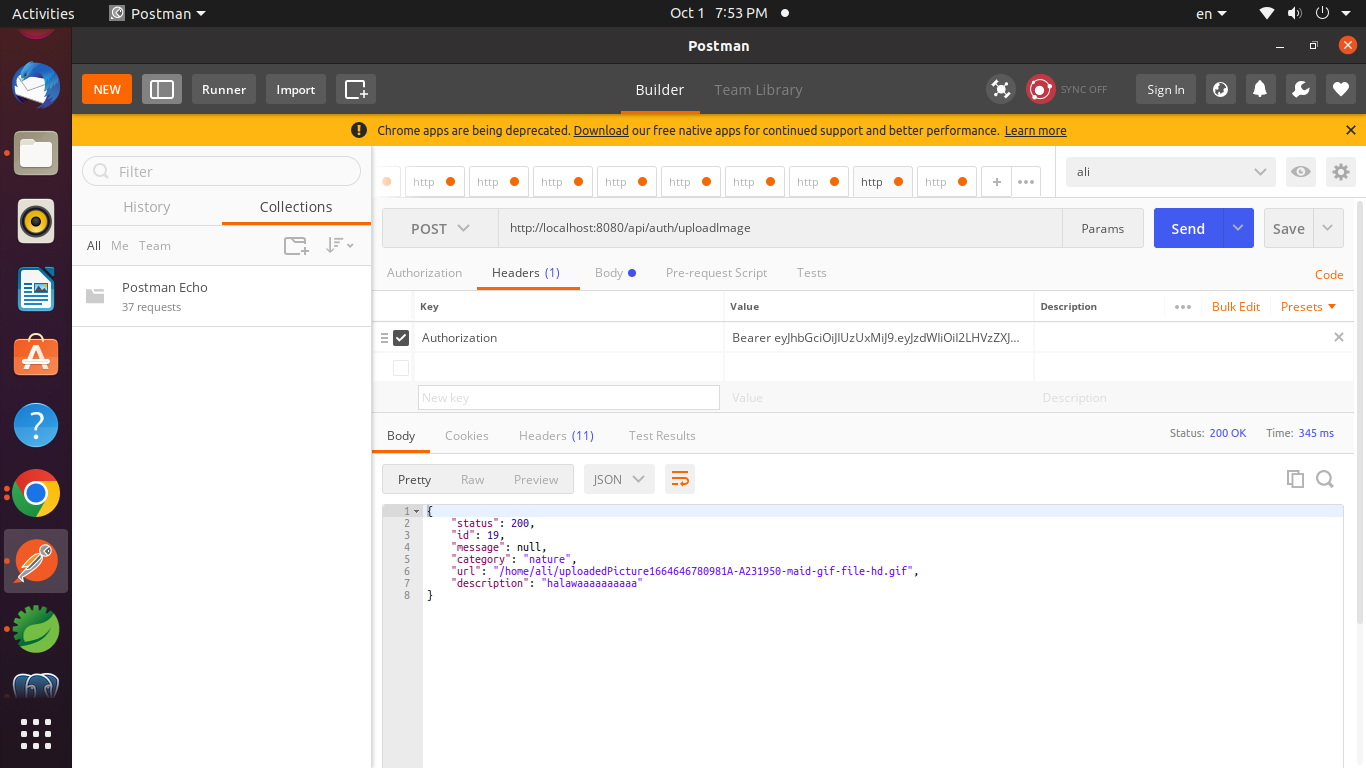 Activities Postman Oct 1 7:53 PM en
Postman
NEW Runner Import Builder Team Library SYNC OFF Sign In
Chrome apps are being deprecated. Download our free native apps for continued support and better performance. Learn more
Filter
History Collections
All Me Team
Postman Echo
37 requests
http http http http http http http http http + ••• ali
POST http://localhost:8080/api/auth/uploadImage Params Send Save
Authorization Headers (1) Body Pre-request Script Tests Code
Key Value Description ••• Bulk Edit Presets
Authorization Bearer
New key Value Description
Body Cookies Headers (11) Test Results Status: 200 OK Time: 345 ms
Pretty Raw Preview JSON
1 {
2 "status": 200,
3 "id": 19,
4 "message": null,
5 "category": "nature",
6 "url": "/home/ali/uploadedPicture1664646780981A-A231950-maid-gif-file-hd.gif",
7 "description": "halawaaaaaaaaaa"
8 }